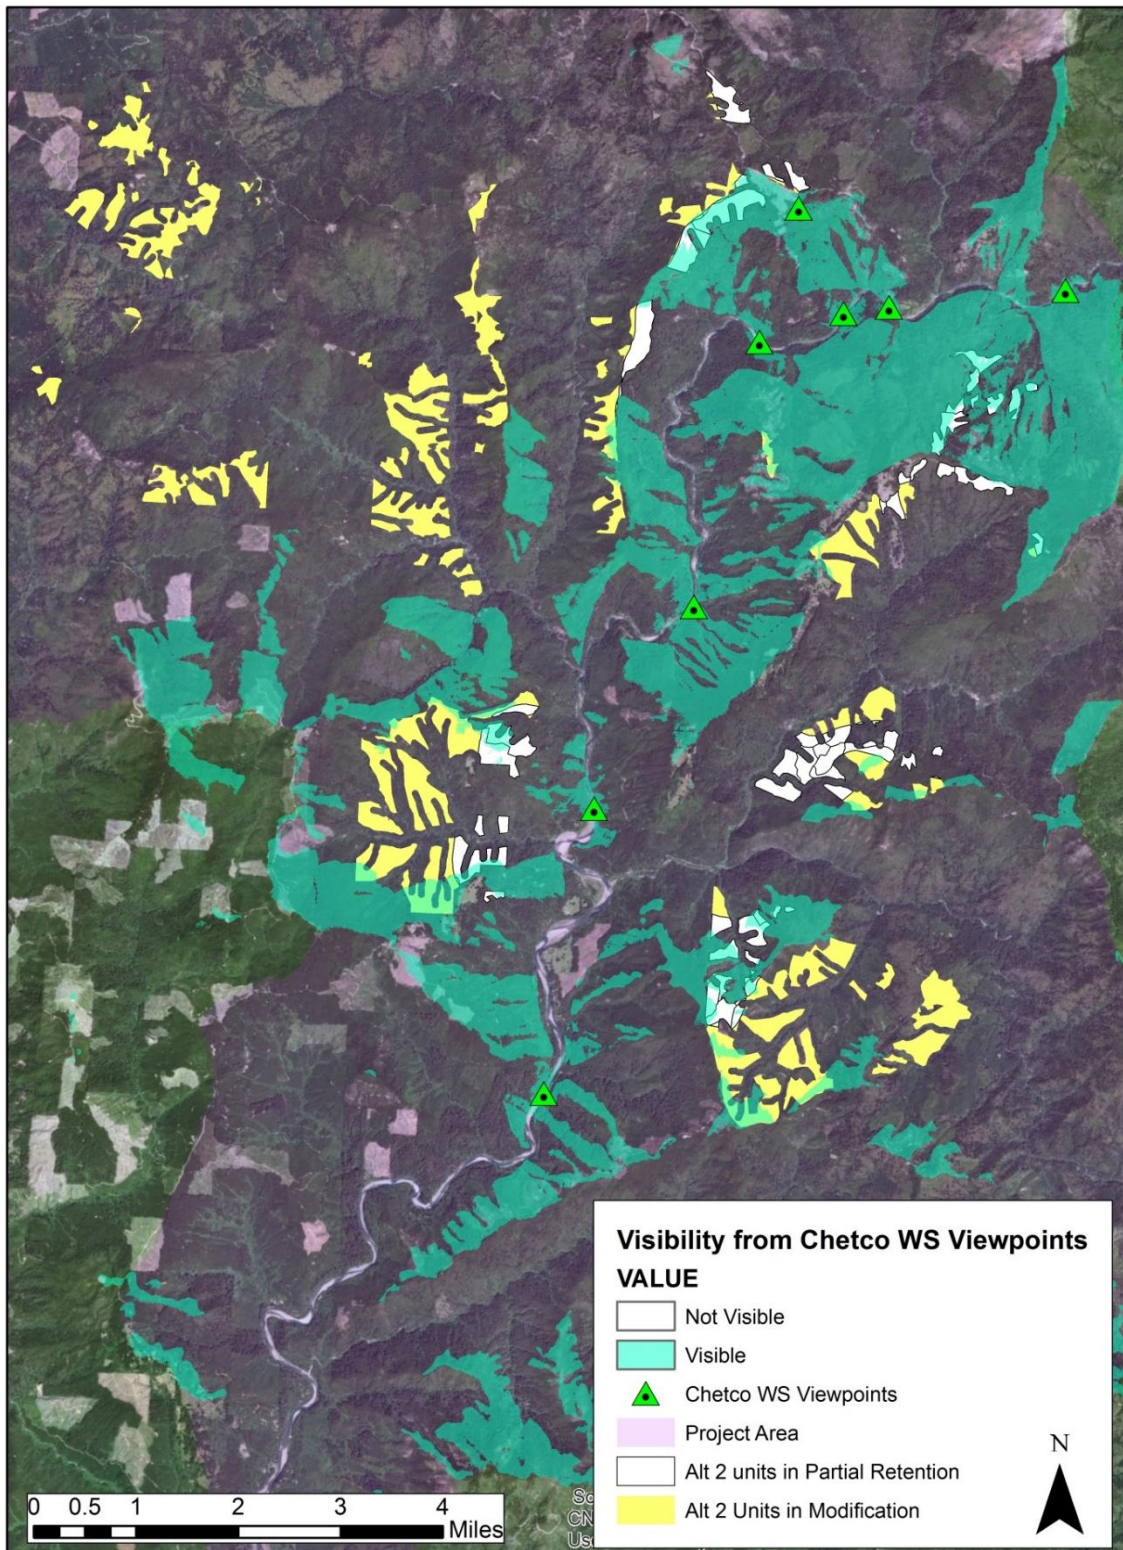 Visibility from Chetco WS Viewpoints
VALUE
Not Visible
Visible
Chetco WS Viewpoints
Project Area
Alt 2 units in Partial Retention
Alt 2 Units in Modification
N
0 0.5 1 2 3 4
Miles